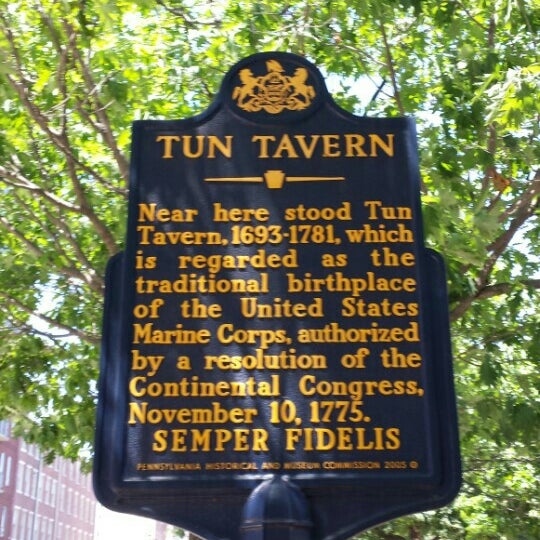 TUN TAVERN
Near here stood Tun
Tavern, 1693-1781, which
is regarded as the
traditional birthplace
of the United States
Marine Corps, authorized
by a resolution of the
Continental Congress,
November 10, 1775.
SEMPER FIDELIS
PENNSYLVANIA HISTORICAL AND MUSEUM COMMISSION 2005 ©